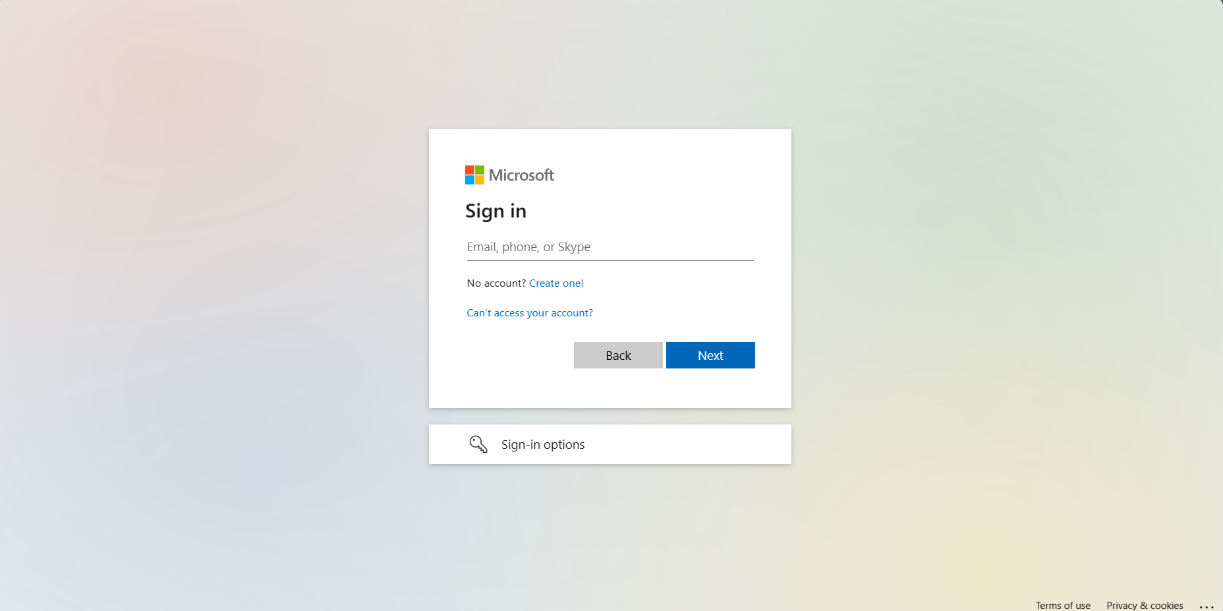 Microsoft
Sign in
Email, phone, or Skype
No account? Create one!
Can't access your account?
Back Next
Sign-in options
Terms of use Privacy & cookies ...